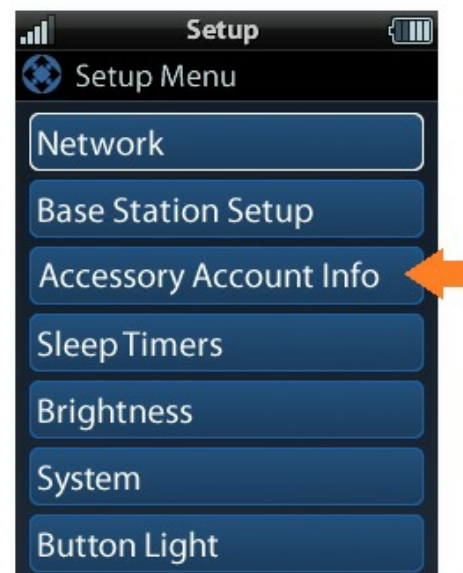 Setup
Setup Menu
Network
Base Station Setup
Accessory Account Info
Sleep Timers
Brightness
System
Button Light